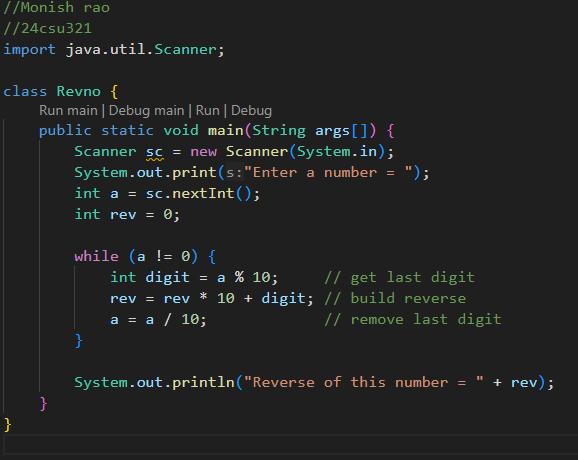 //Monish rao
//24csu321
import java.util.Scanner;
class Revno {
Run main | Debug main | Run | Debug
public static void main(String args[]) {
Scanner sc = new Scanner(System.in);
System.out.print(s:"Enter a number = ");
int a = sc.nextInt();
int rev = 0;
while (a != 0) {
int digit = a % 10; // get last digit
rev = rev * 10 + digit; // build reverse
a = a / 10; // remove last digit
}
System.out.println("Reverse of this number = " + rev);
}
}